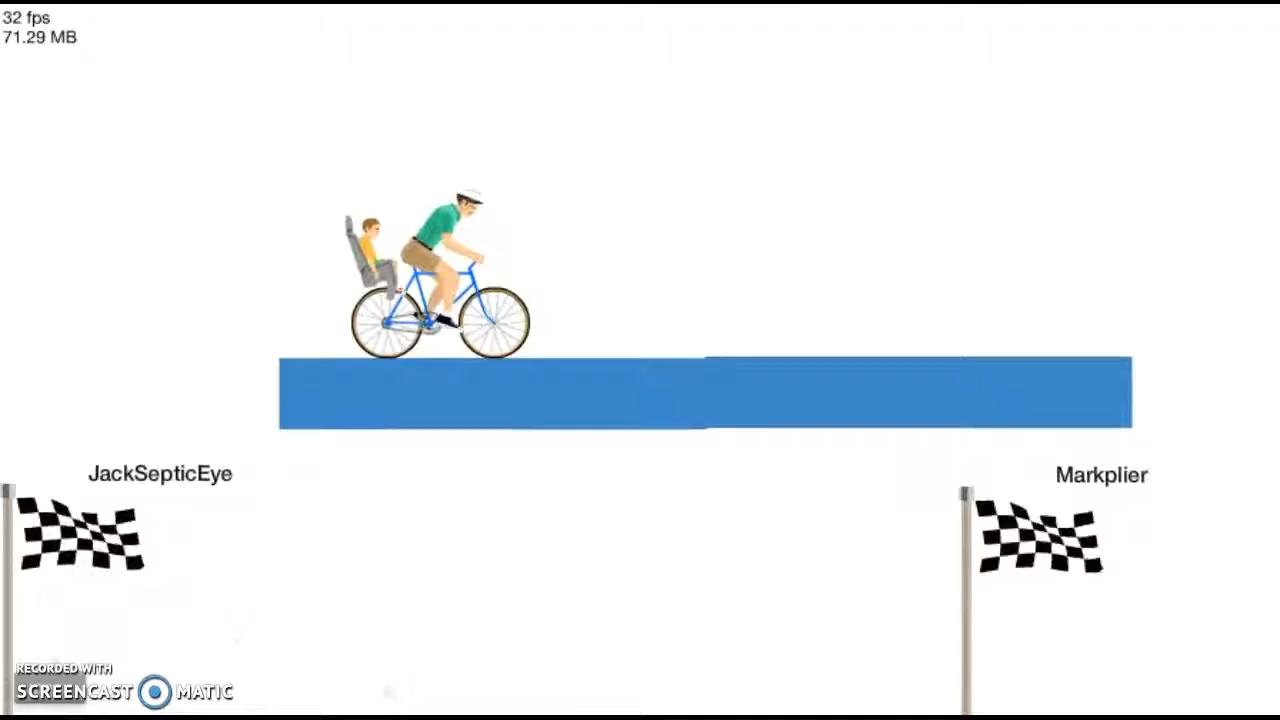 32 fps
71.29 MB
JackSepticEye
Markplier
RECORDED WITH
SCREENCAST MATIC